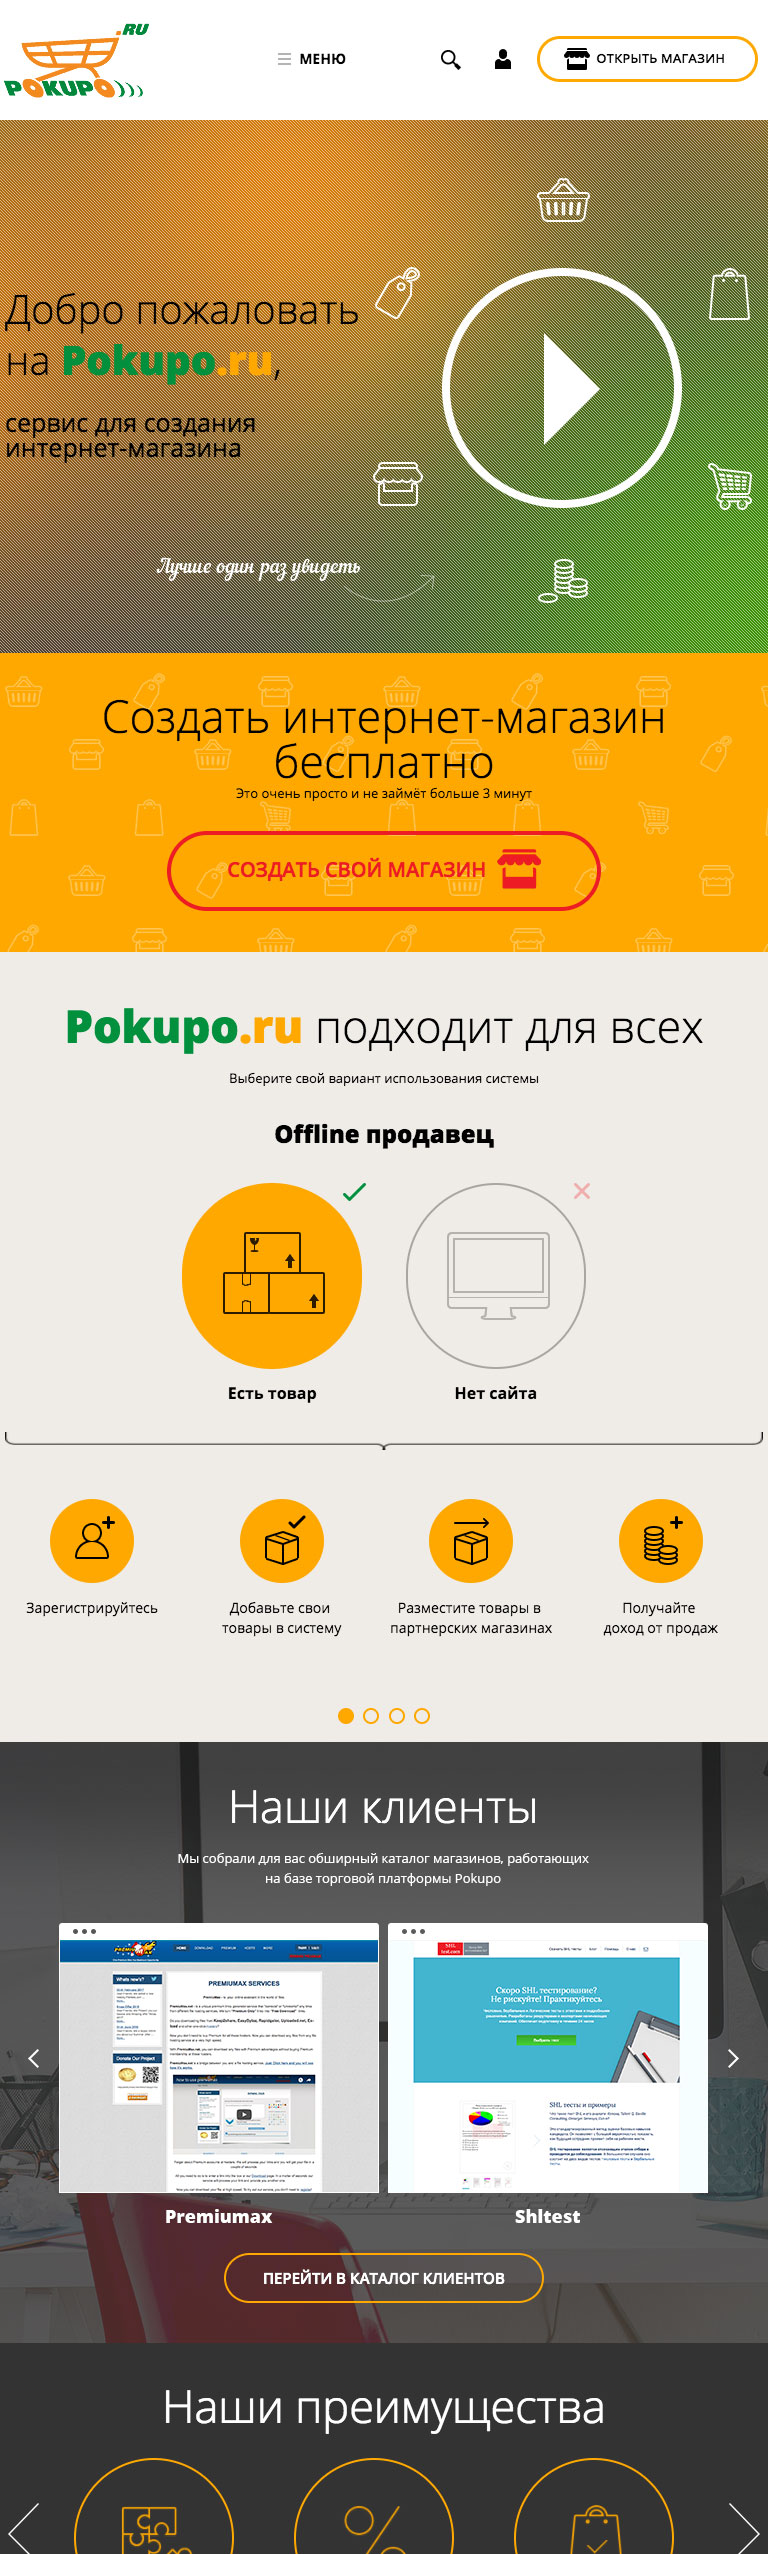 .RU
POKUPO
МЕНЮ
ОТКРЫТЬ МАГАЗИН
Добро пожаловать
на Pokupo.ru,
сервис для создания
интернет-магазина
Лучше один раз увидеть
Создать интернет-магазин
бесплатно
Это очень просто и не займёт больше 3 минут
СОЗДАТЬ СВОЙ МАГАЗИН
Pokupo.ru подходит для всех
Выберите свой вариант использования системы
Offline продавец
Есть товар
Нет сайта
Зарегистрируйтесь
Добавьте свои
товары в систему
Разместите товары в
партнерских магазинах
Получайте
доход от продаж
Наши клиенты
Мы собрали для вас обширный каталог магазинов, работающих
на базе торговой платформы Pokupo
PREMIUMAX SERVICES
Donate Our Project
Скоро SHL тестирование?
Не рискуйте! Практикуйтесь
SHL тесты и примеры
Premiumax
Shltest
ПЕРЕЙТИ В КАТАЛОГ КЛИЕНТОВ
Наши преимущества